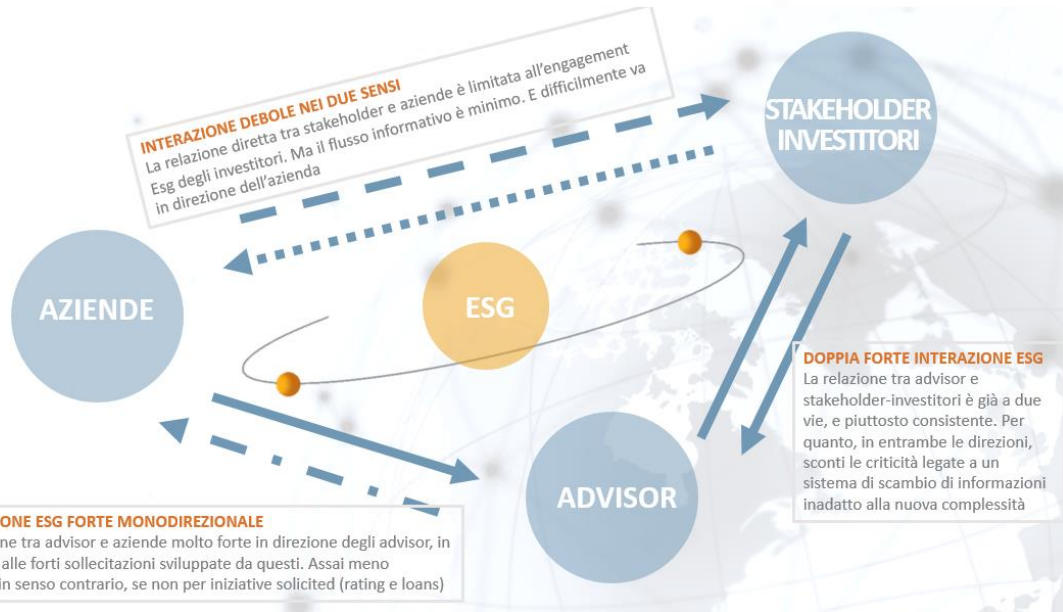 INTERAZIONE DEBOLE NEI DUE SENSI
La relazione diretta tra stakeholder e aziende è limitata all'engagement
Esg degli investitori. Ma il flusso informativo è minimo. E difficilmente va
in direzione dell'azienda
STAKEHOLDER
INVESTITORI
AZIENDE
ESG
DOPPIA FORTE INTERAZIONE ESG
La relazione tra advisor e
stakeholder-investitori è già a due
vie, e piuttosto consistente. Per
quanto, in entrambe le direzioni,
sconti le criticità legate a un
sistema di scambio di informazioni
inadatto alla nuova complessità
ADVISOR
IONE ESG FORTE MONODIREZIONALE
ne tra advisor e aziende molto forte in direzione degli advisor, in
alle forti sollecitazioni sviluppate da questi. Assai meno
in senso contrario, se non per iniziative solicited (rating e loans)